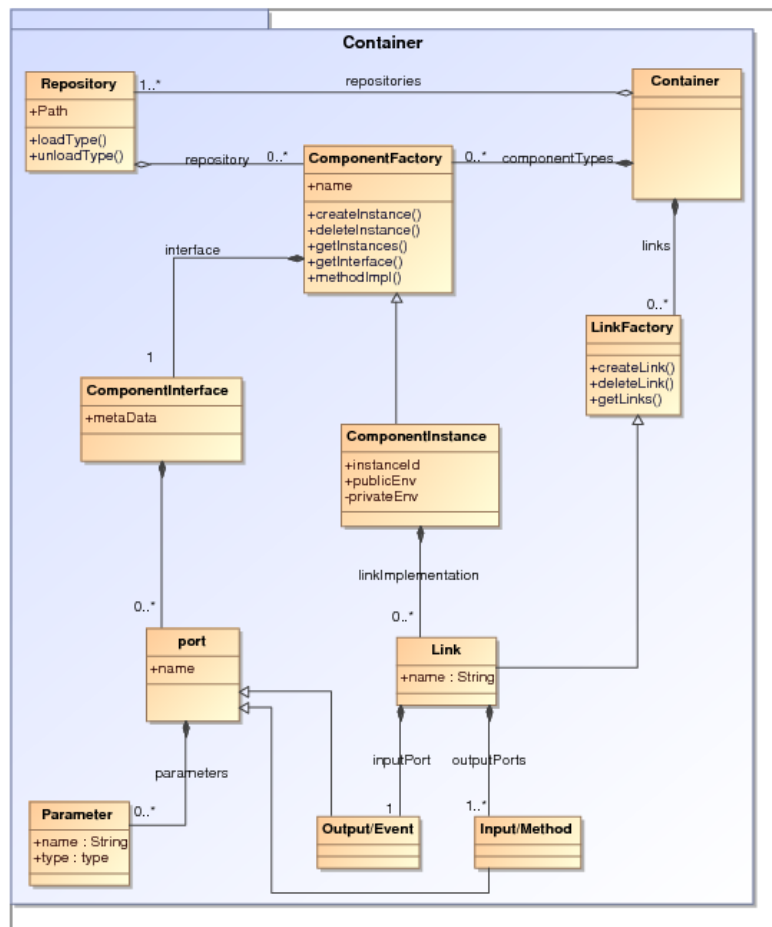 Container
Repository
+Path
+loadType()
+unloadType()
1..*
repositories
Container
repository
0..*
ComponentFactory
+name
+createInstance()
+deleteInstance()
+getInstances()
+getInterface()
+methodImpl()
0..*
componentTypes
interface
1
links
0..*
LinkFactory
+createLink()
+deleteLink()
+getLinks()
ComponentInterface
+metaData
ComponentInstance
+instanceId
+publicEnv
-privateEnv
linkImplementation
0..*
0..*
port
+name
Link
+name : String
parameters
0..*
inputPort
1
outputPorts
1..*
Parameter
+name : String
+type : type
Output/Event
Input/Method